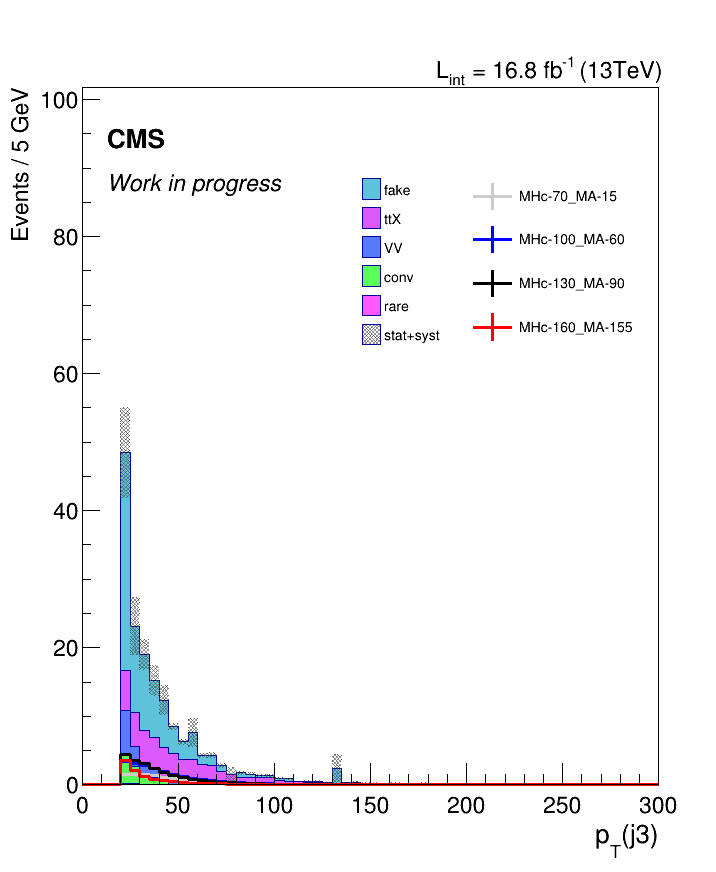 L_int = 16.8 fb^-1 (13TeV)
Events / 5 GeV
100
80
60
40
20
0
CMS
Work in progress
fake
ttX
VV
conv
rare
stat+syst
MHc-70_MA-15
MHc-100_MA-60
MHc-130_MA-90
MHc-160_MA-155
0 50 100 150 200 250 300
p_T(j3)